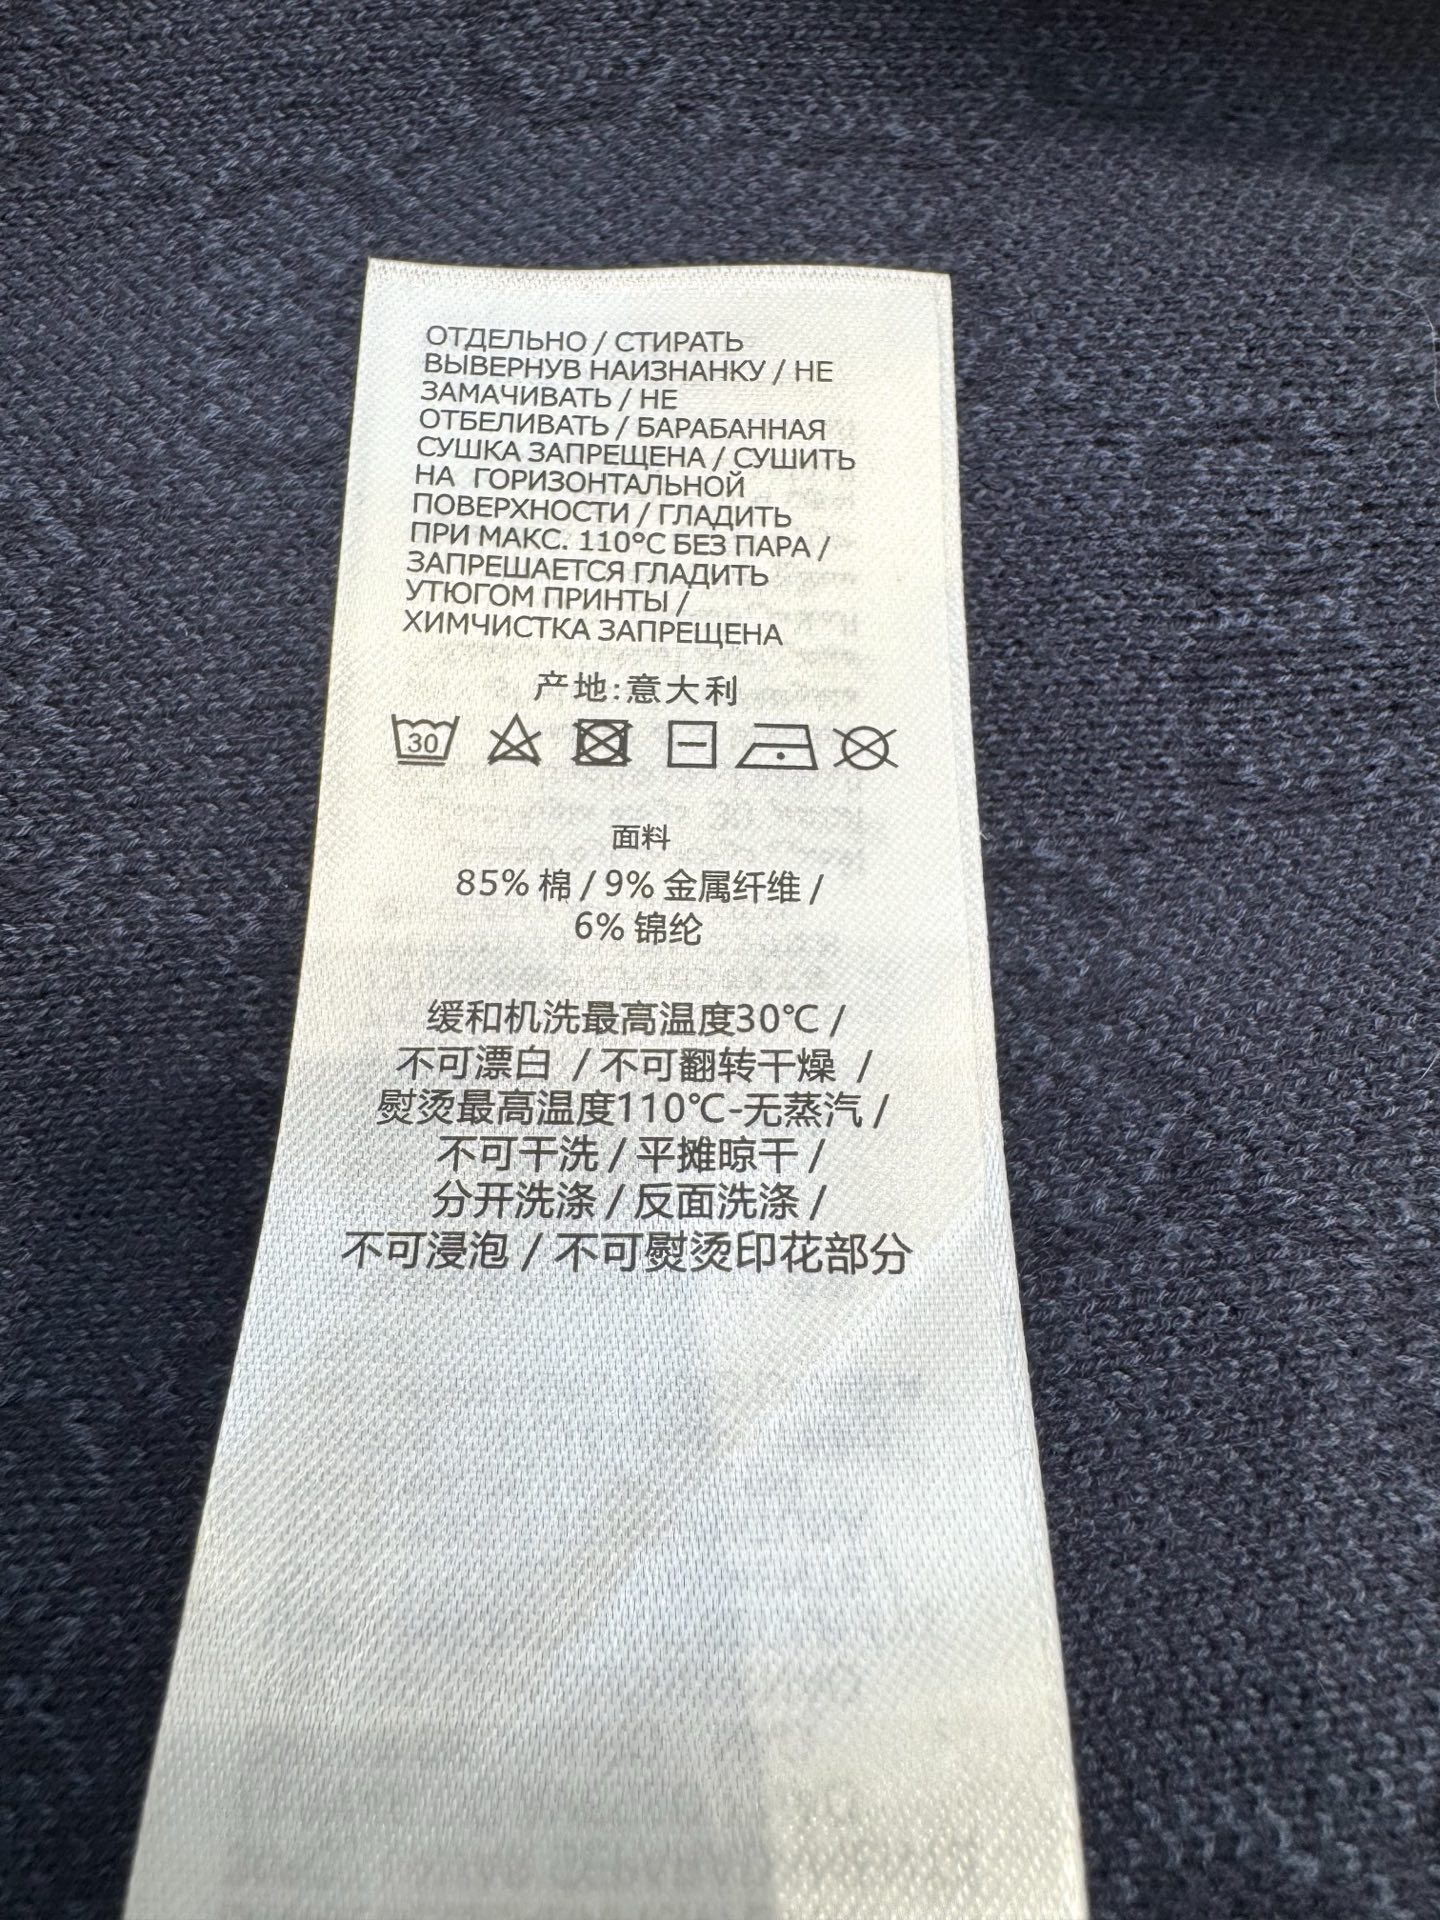 ОТДЕЛЬНО / СТИРАТЬ
ВЫВЕРНУВ НАИЗНАНКУ / НЕ
ЗАМАЧИВАТЬ / НЕ
ОТБЕЛИВАТЬ / БАРАБАННАЯ
СУШКА ЗАПРЕЩЕНА / СУШИТЬ
НА ГОРИЗОНТАЛЬНОЙ
ПОВЕРХНОСТИ / ГЛАДИТЬ
ПРИ МАКС. 110°C БЕЗ ПАРА /
ЗАПРЕШАЕТСЯ ГЛАДИТЬ
УТЮГОМ ПРИНТЫ /
ХИМЧИСТКА ЗАПРЕЩЕНА
产地:意大利
30
面料
85% 棉 / 9% 金属纤维 /
6% 锦纶
缓和机洗最高温度30℃ /
不可漂白 / 不可翻转干燥 /
熨烫最高温度110℃-无蒸汽 /
不可干洗 / 平摊晾干 /
分开洗涤 / 反面洗涤 /
不可浸泡 / 不可熨烫印花部分